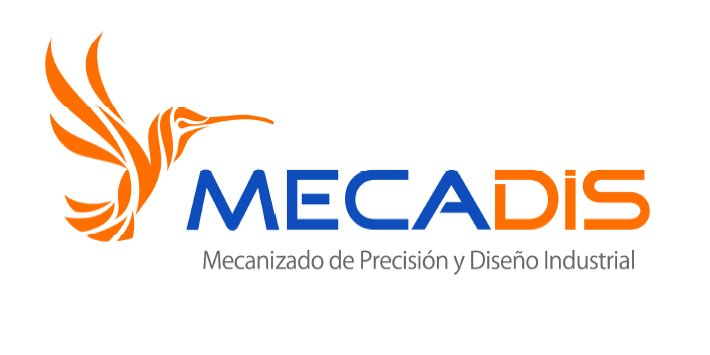 MECADiS
Mecanizado de Precisión y Diseño Industrial